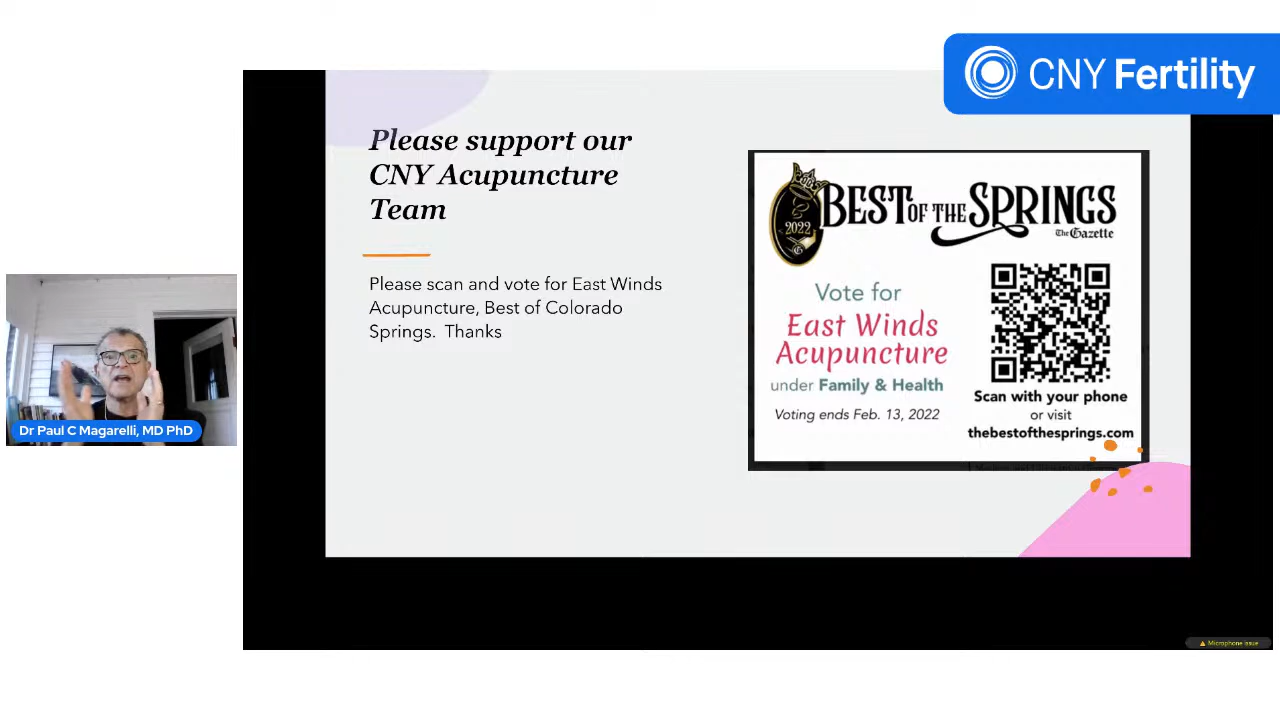 CNY Fertility
Please support our
CNY Acupuncture
Team
Please scan and vote for East Winds
Acupuncture, Best of Colorado
Springs.  Thanks
2022
BEST OF THE SPRINGS
The Gazette
Vote for
East Winds
Acupuncture
under Family & Health
Voting ends Feb. 13, 2022
Scan with your phone
or visit
thebestofthesprings.com
Dr Paul C Magarelli, MD PhD
Microphone issue